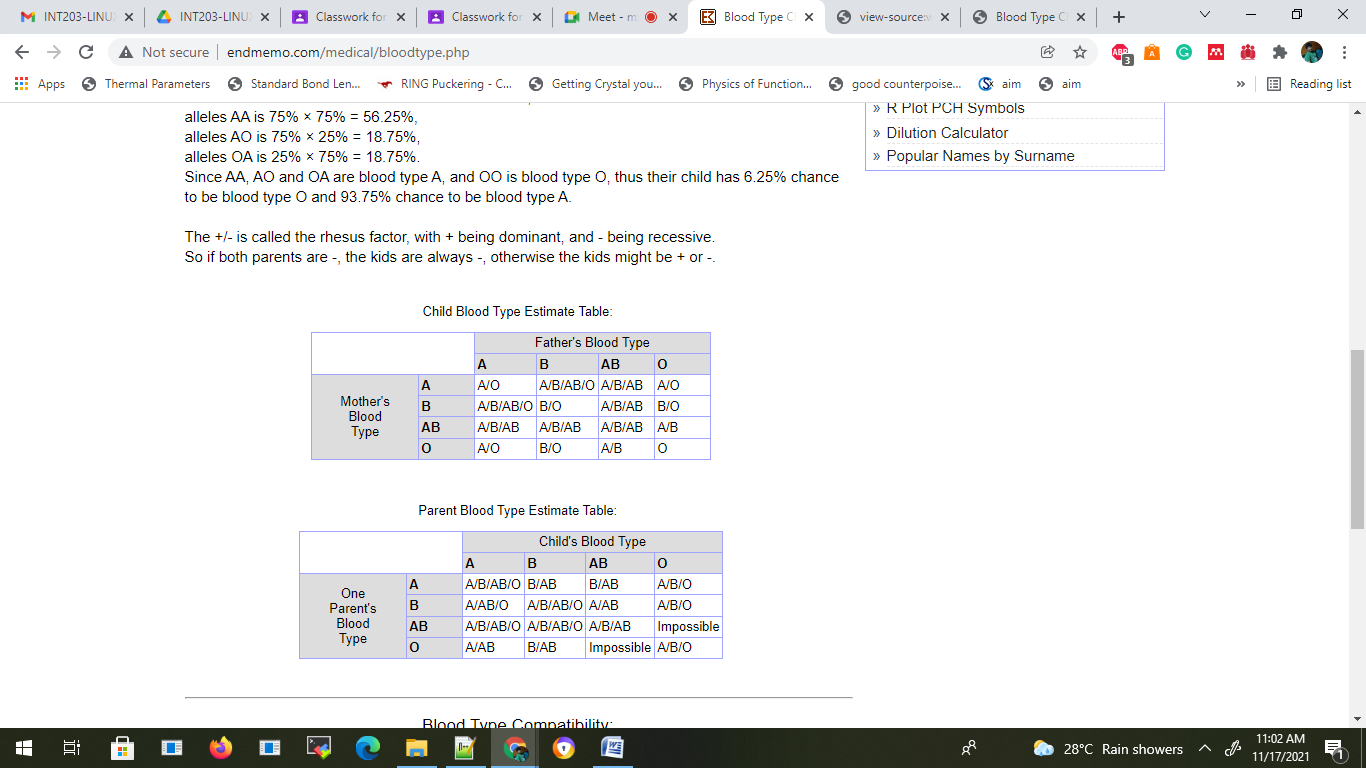 INT203-LINU
INT203-LINU
Classwork for
Classwork for
Meet - m
Blood Type C
view-source:w
Blood Type C
Not secure | endmemo.com/medical/bloodtype.php
ABP
3
A
G
Apps
Thermal Parameters
Standard Bond Len...
RING Puckering - C...
Getting Crystal you...
Physics of Function...
good counterpoise...
aim
aim
»
Reading list
alleles AA is 75% × 75% = 56.25%,
alleles AO is 75% × 25% = 18.75%,
alleles OA is 25% × 75% = 18.75%.
Since AA, AO and OA are blood type A, and OO is blood type O, thus their child has 6.25% chance
to be blood type O and 93.75% chance to be blood type A.
The +/- is called the rhesus factor, with + being dominant, and - being recessive.
So if both parents are -, the kids are always -, otherwise the kids might be + or -.
» R Plot PCH Symbols
» Dilution Calculator
» Popular Names by Surname
Child Blood Type Estimate Table:
Father's Blood Type
A B AB O
Mother's
Blood
Type
A A/O A/B/AB/O A/B/AB A/O
B A/B/AB/O B/O A/B/AB B/O
AB A/B/AB A/B/AB A/B/AB A/B
O A/O B/O A/B O
Parent Blood Type Estimate Table:
Child's Blood Type
A B AB O
One
Parent's
Blood
Type
A A/B/AB/O B/AB B/AB A/B/O
B A/AB/O A/B/AB/O A/AB A/B/O
AB A/B/AB/O A/B/AB/O A/B/AB Impossible
O A/AB B/AB Impossible A/B/O
Blood Type Compatibility:
28°C Rain showers
11:02 AM
11/17/2021
1